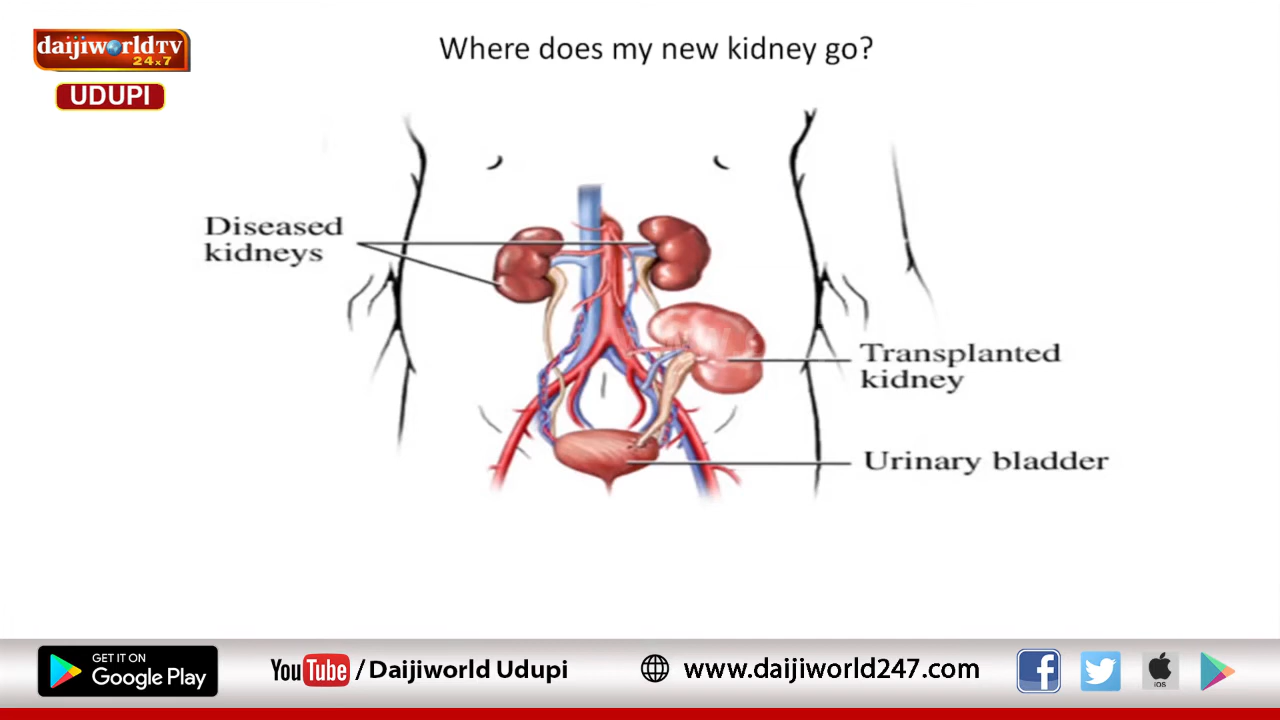 daijiworldTV
24x7
UDUPI
Where does my new kidney go?
Diseased
kidneys
Transplanted
kidney
Urinary bladder
GET IT ON
Google Play
YouTube / Daijiworld Udupi
www.daijiworld247.com
iOS